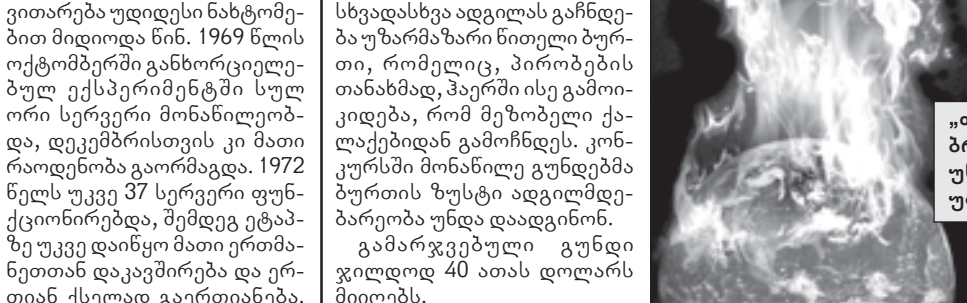 ვითარება უდიდესი ნახტომე-
ბით მიდიოდა წინ. 1969 წლის
ოქტომბერში განხორციელე-
ბულ ექსპერიმენტში სულ
ორი სერვერი მონაწილეობ-
და, დეკემბრისთვის კი მათი
რაოდენობა გაორმაგდა. 1972
წელს უკვე 37 სერვერი ფუნ-
ქციონირებდა, შემდეგ ეტაპ-
ზე უკვე დაიწყო მათი ერთმა-
ნეთთან დაკავშირება და ერ-
თიან ქსელად გაერთიანება.
სხვადასხვა ადგილას გაჩნდე-
ბა უზარმაზარი წითელი ბურ-
თი, რომელიც, პირობების
თანახმად, ჰაერში ისე გამოი-
კიდება, რომ მეზობელი ქა-
ლაქებიდან გამოჩნდეს. კონ-
კურსში მონაწილე გუნდებმა
ბურთის ზუსტი ადგილმდე-
ბარეობა უნდა დაადგინონ.
გამარჯვებული გუნდი
ჯილდოდ 40 ათას დოლარს
მიიღებს.